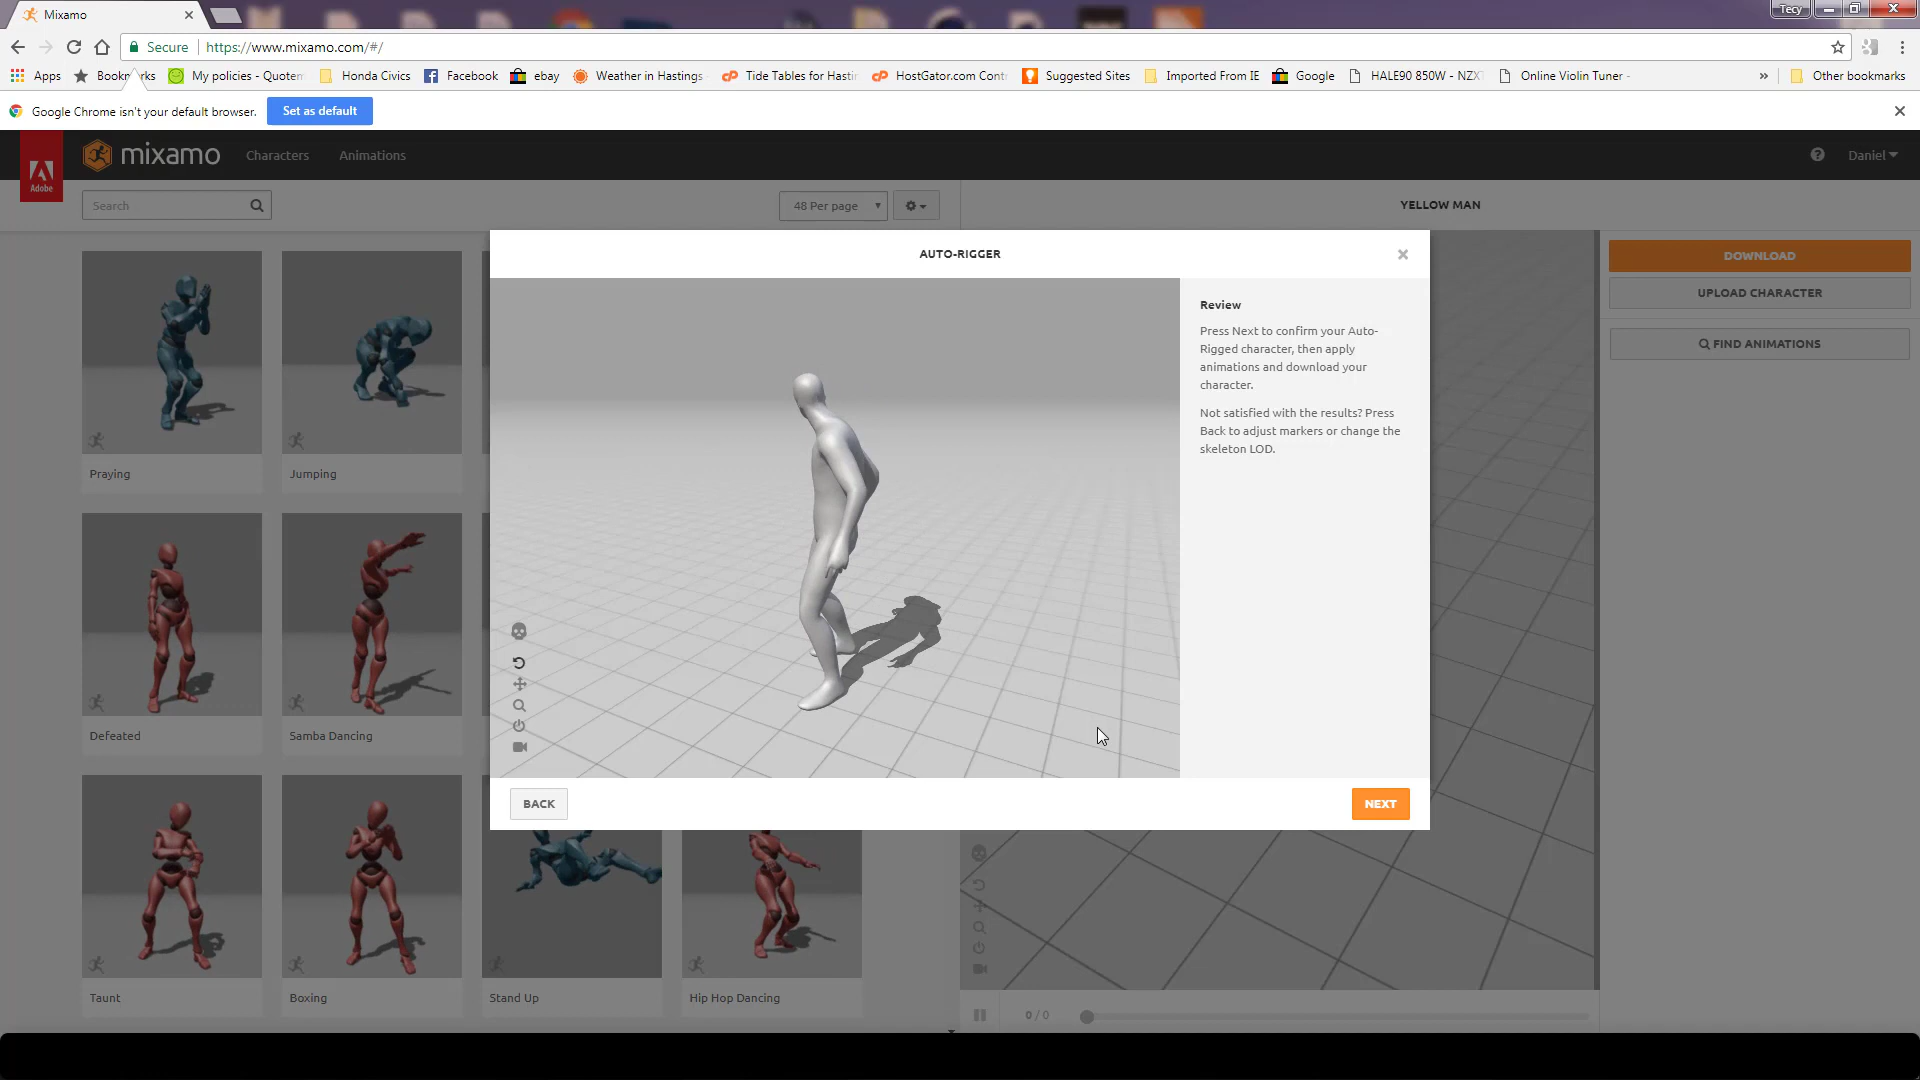 Mixamo
Tecy
Secure
https://www.mixamo.com/#/
Apps
Bookmarks
My policies - Quotem
Honda Civics
Facebook
ebay
Weather in Hastings
Tide Tables for Hasti
HostGator.com Contr
Suggested Sites
Imported From IE
Google
HALE90 850W - NZXT
Online Violin Tuner -
»
Other bookmarks
Google Chrome isn't your default browser.
Set as default
Adobe
mixamo
Characters
Animations
Daniel
Search
48 Per page
YELLOW MAN
AUTO-RIGGER
DOWNLOAD
UPLOAD CHARACTER
FIND ANIMATIONS
Review
Press Next to confirm your Auto-
Rigged character, then apply
animations and download your
character.
Not satisfied with the results? Press
Back to adjust markers or change the
skeleton LOD.
Praying
Jumping
Defeated
Samba Dancing
BACK
NEXT
Taunt
Boxing
Stand Up
Hip Hop Dancing
0 / 0